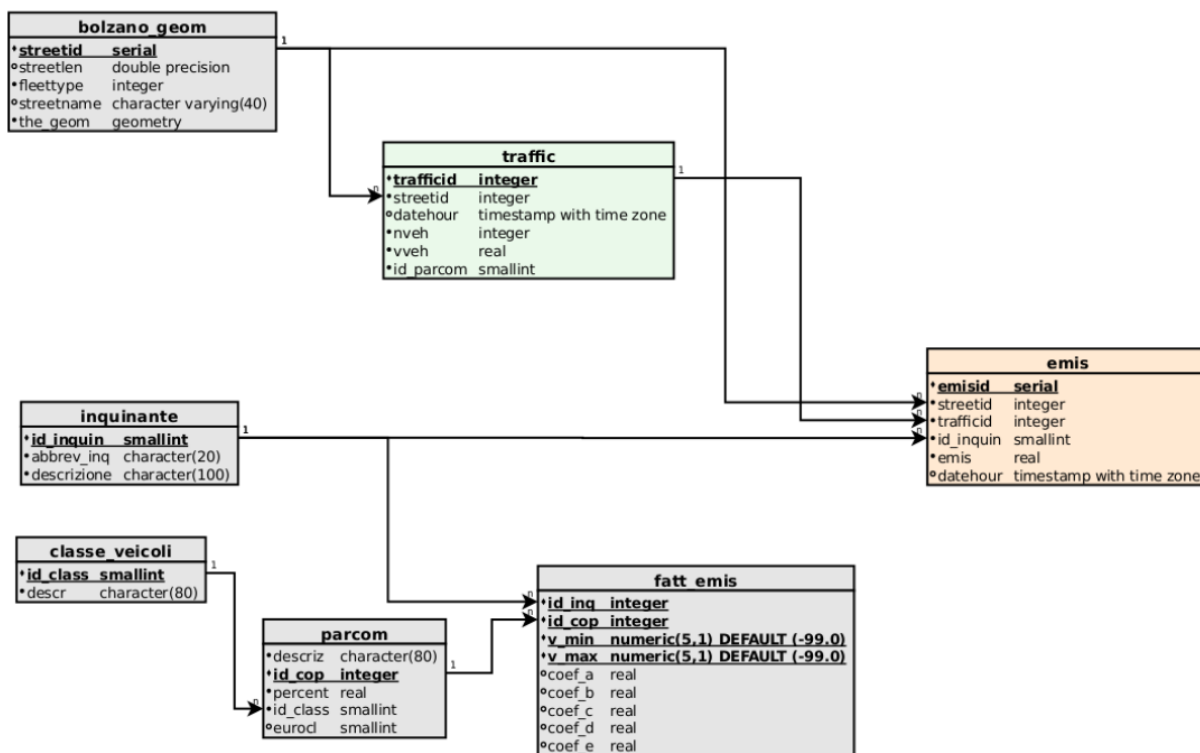 bolzano_geom
streetid serial
streetlen double precision
fleettype integer
streetname character varying(40)
the_geom geometry
1
traffic
trafficid integer
streetid integer
datehour timestamp with time zone
nveh integer
vveh real
id_parcom smallint
n
1
emis
emisid serial
streetid integer
trafficid integer
id_inquin smallint
emis real
datehour timestamp with time zone
n
n
n
inquinante
id_inquin smallint
abbrev_inq character(20)
descrizione character(100)
1
classe_veicoli
id_class smallint
descr character(80)
1
parcom
descriz character(80)
id_cop integer
percent real
id_class smallint
eurocl smallint
n
1
fatt_emis
id_inq integer
id_cop integer
v_min numeric(5,1) DEFAULT (-99.0)
v_max numeric(5,1) DEFAULT (-99.0)
coef_a real
coef_b real
coef_c real
coef_d real
coef_e real
n
n